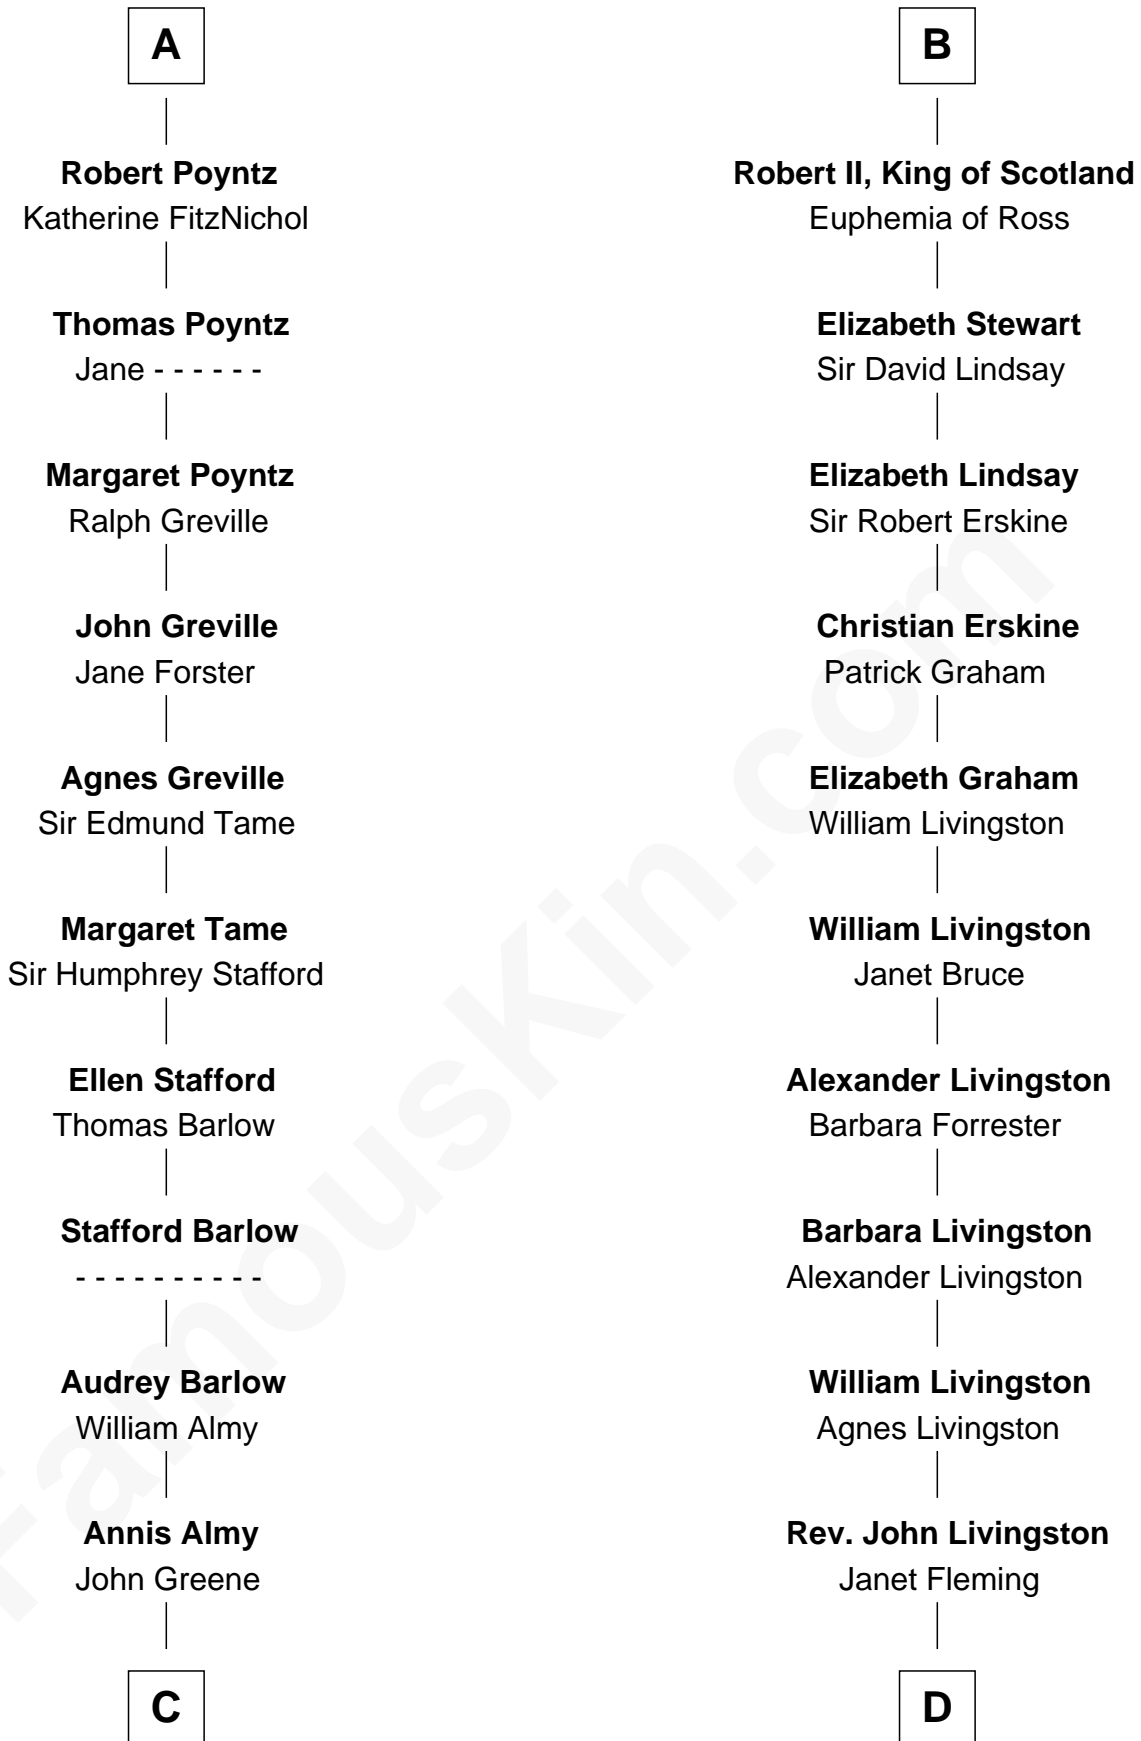 A
Robert Poyntz
Katherine FitzNichol
Thomas Poyntz
Jane - - - - - -
Margaret Poyntz
Ralph Greville
John Greville
Jane Forster
Agnes Greville
Sir Edmund Tame
Margaret Tame
Sir Humphrey Stafford
Ellen Stafford
Thomas Barlow
Stafford Barlow
- - - - - - - - - -
Audrey Barlow
William Almy
Annis Almy
John Greene
C
B
Robert II, King of Scotland
Euphemia of Ross
Elizabeth Stewart
Sir David Lindsay
Elizabeth Lindsay
Sir Robert Erskine
Christian Erskine
Patrick Graham
Elizabeth Graham
William Livingston
William Livingston
Janet Bruce
Alexander Livingston
Barbara Forrester
Barbara Livingston
Alexander Livingston
William Livingston
Agnes Livingston
Rev. John Livingston
Janet Fleming
D
FamousKin.com